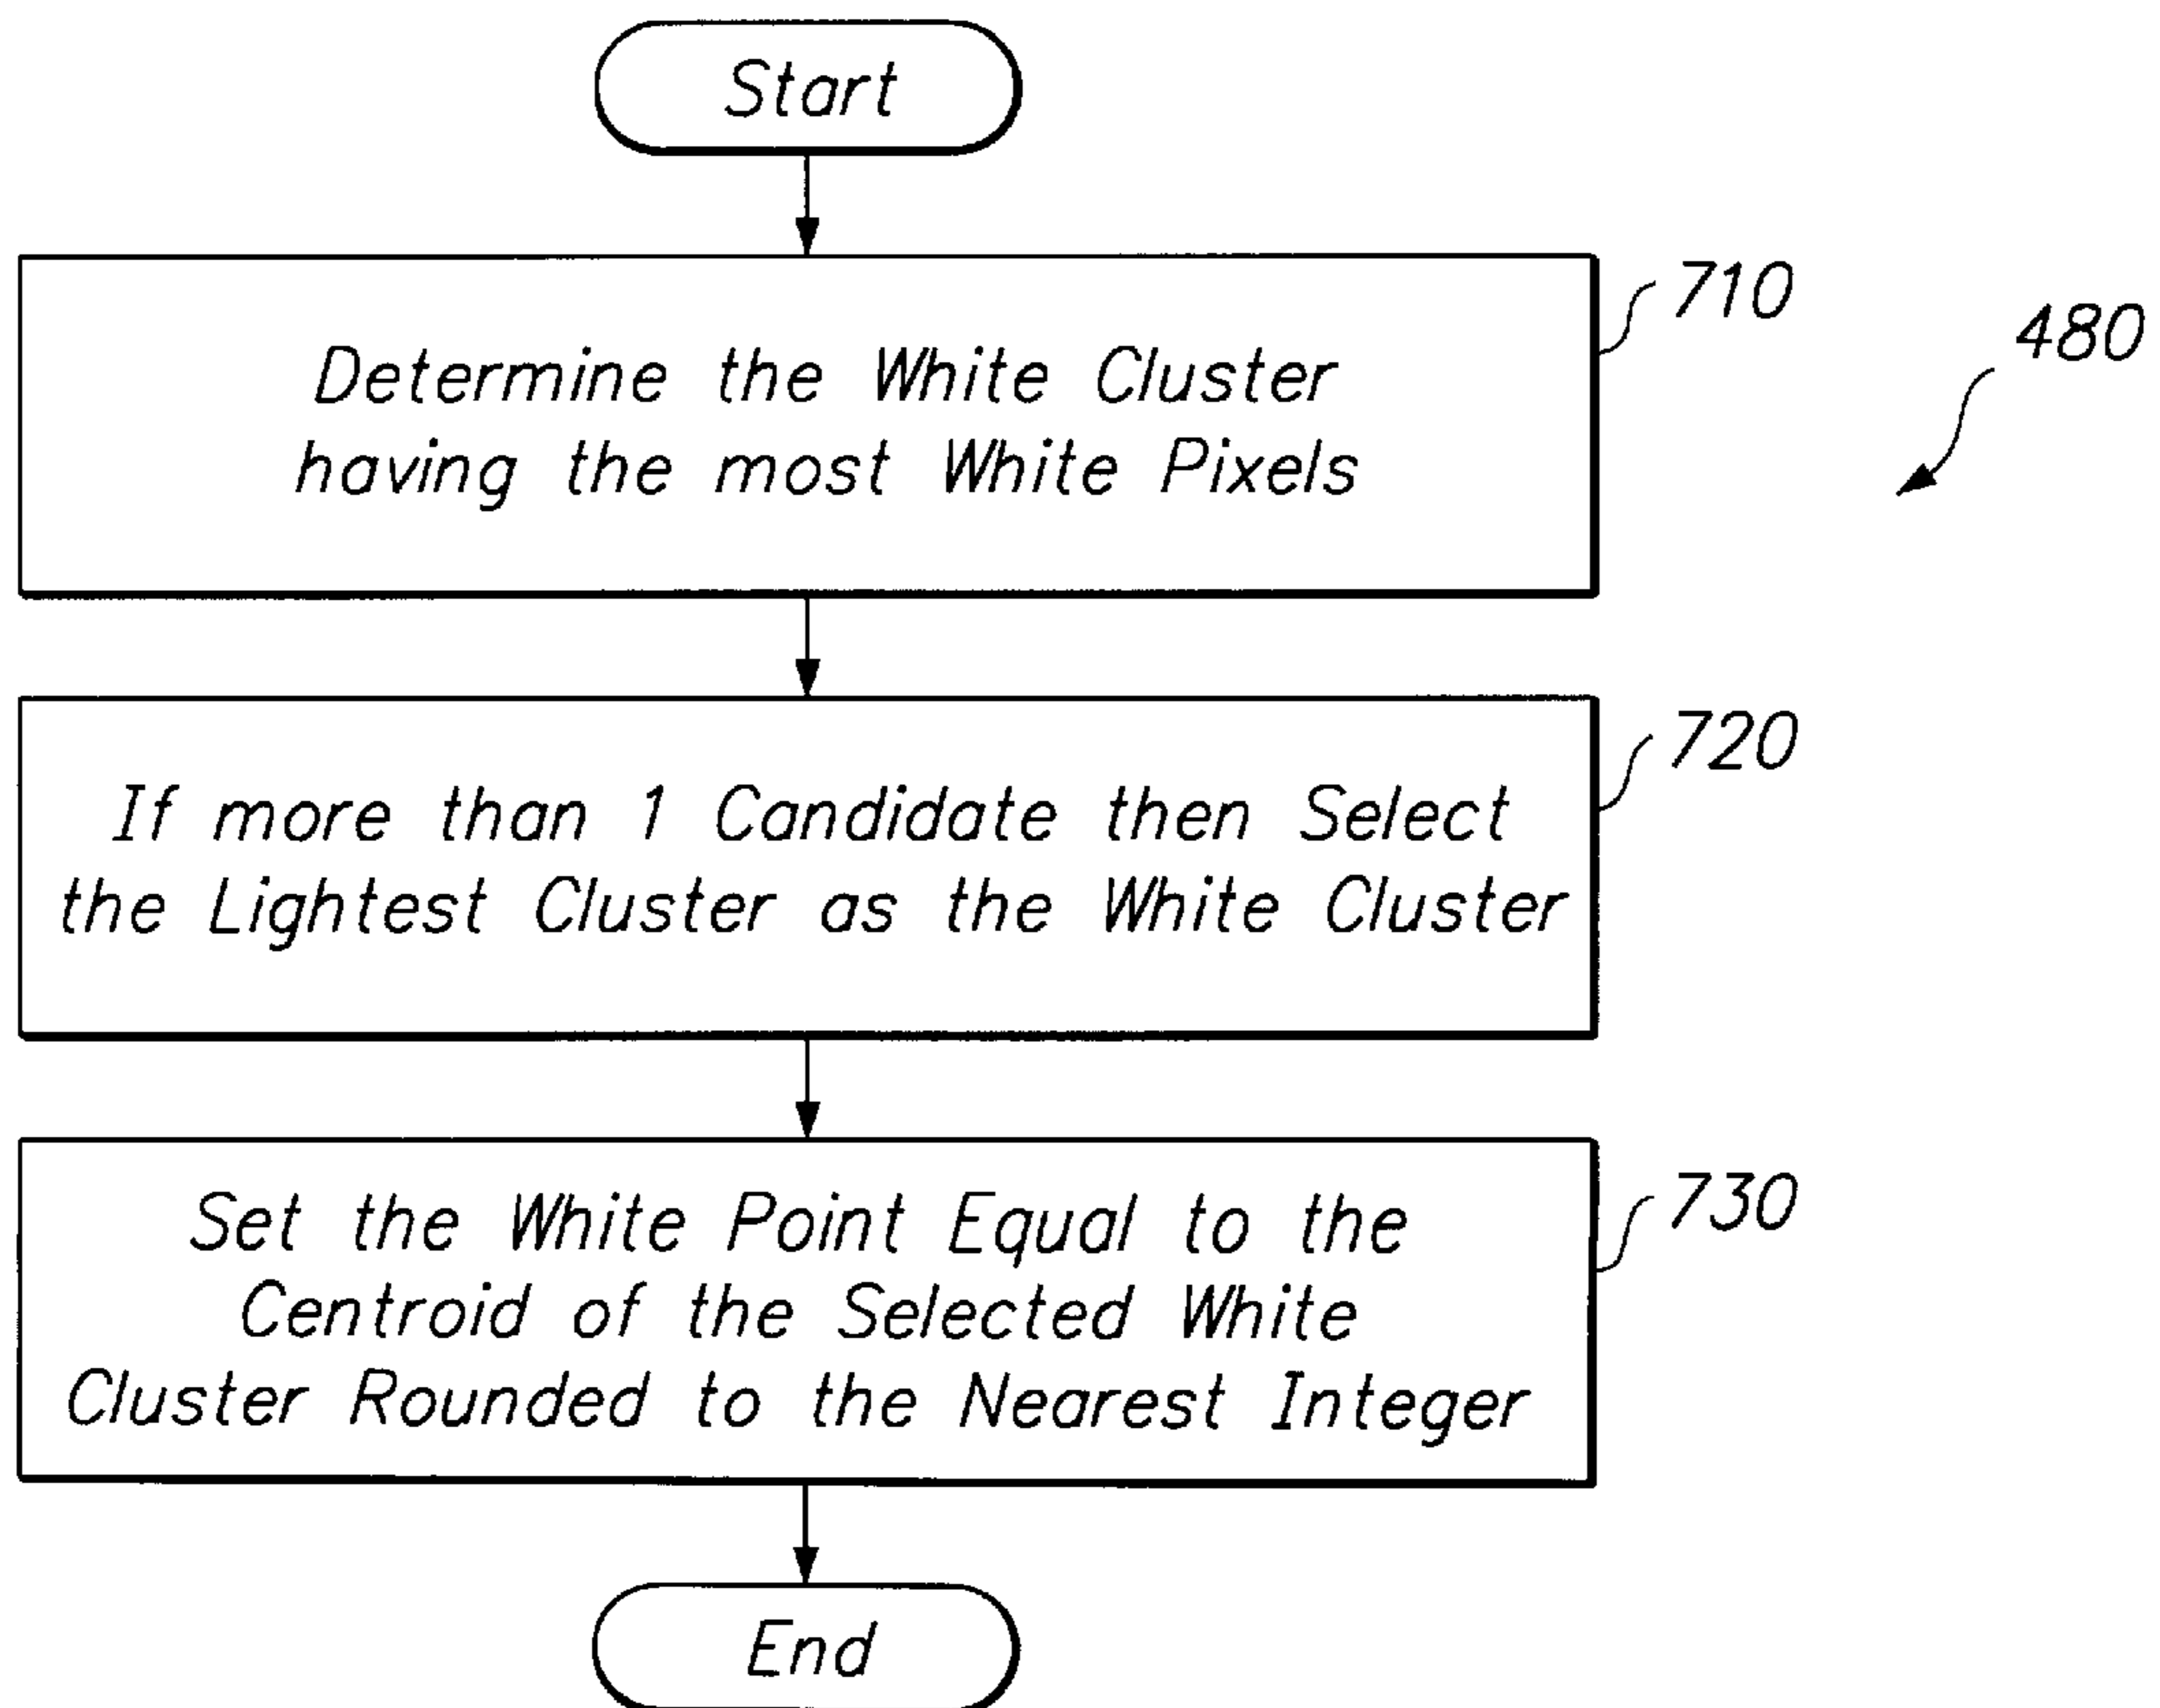 Start
710
480
Determine the White Cluster
having the most White Pixels
720
If more than 1 Candidate then Select
the Lightest Cluster as the White Cluster
730
Set the White Point Equal to the
Centroid of the Selected White
Cluster Rounded to the Nearest Integer
End